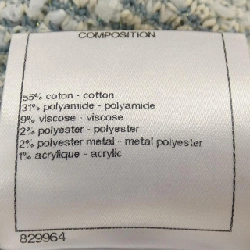 COMPOSITION
55% coton - cotton
31% polyamide - polyamide
9% viscose - viscose
2% polyester - polyester
2% polyester metal - metal polyester
1% acrylique - acrylic
829964